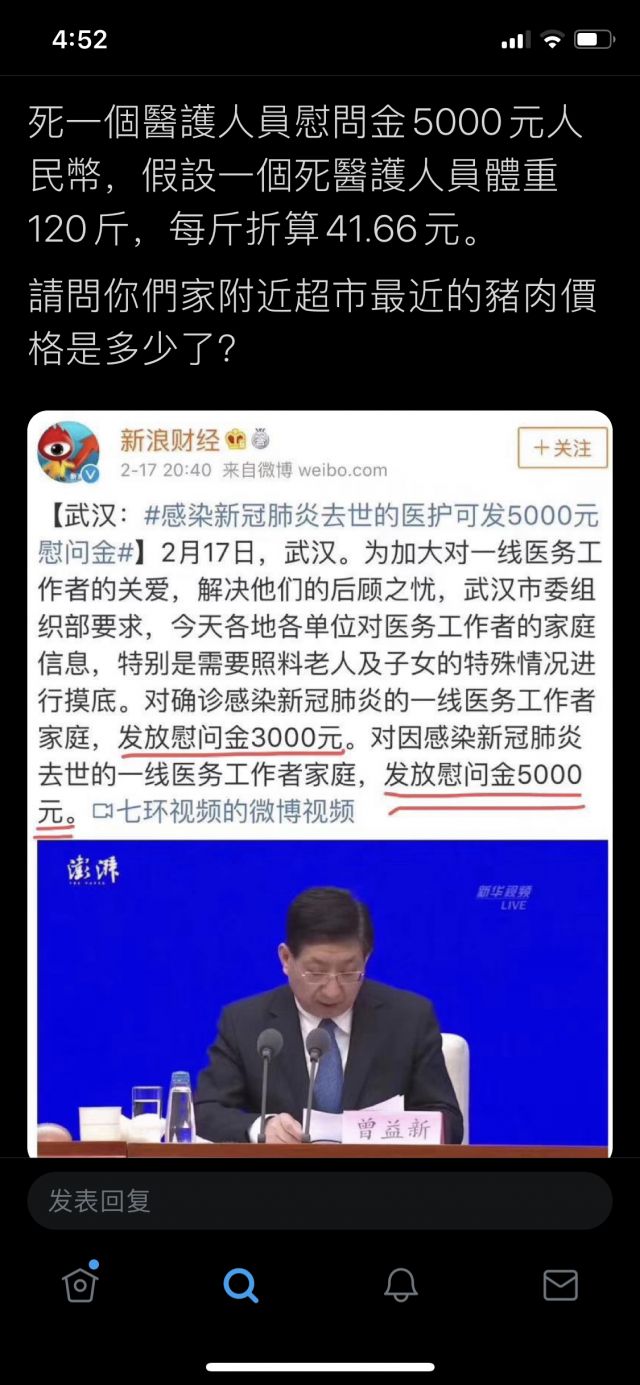 4:52
死一個醫護人員慰問金5000元人
民幣，假設一個死醫護人員體重
120斤，每斤折算41.66元。
請問你們家附近超市最近的豬肉價
格是多少了？
新浪财经
＋关注
2-17 20:40 来自微博 weibo.com
【武汉：#感染新冠肺炎去世的医护可发5000元
慰问金#】2月17日，武汉。为加大对一线医务工
作者的关爱，解决他们的后顾之忧，武汉市委组
织部要求，今天各地各单位对医务工作者的家庭
信息，特别是需要照料老人及子女的特殊情况进
行摸底。对确诊感染新冠肺炎的一线医务工作者
家庭，发放慰问金3000元。对因感染新冠肺炎
去世的一线医务工作者家庭，发放慰问金5000
元。七环视频的微博视频
澎湃
THE PAPER
新华视频
LIVE
曾益新
发表回复